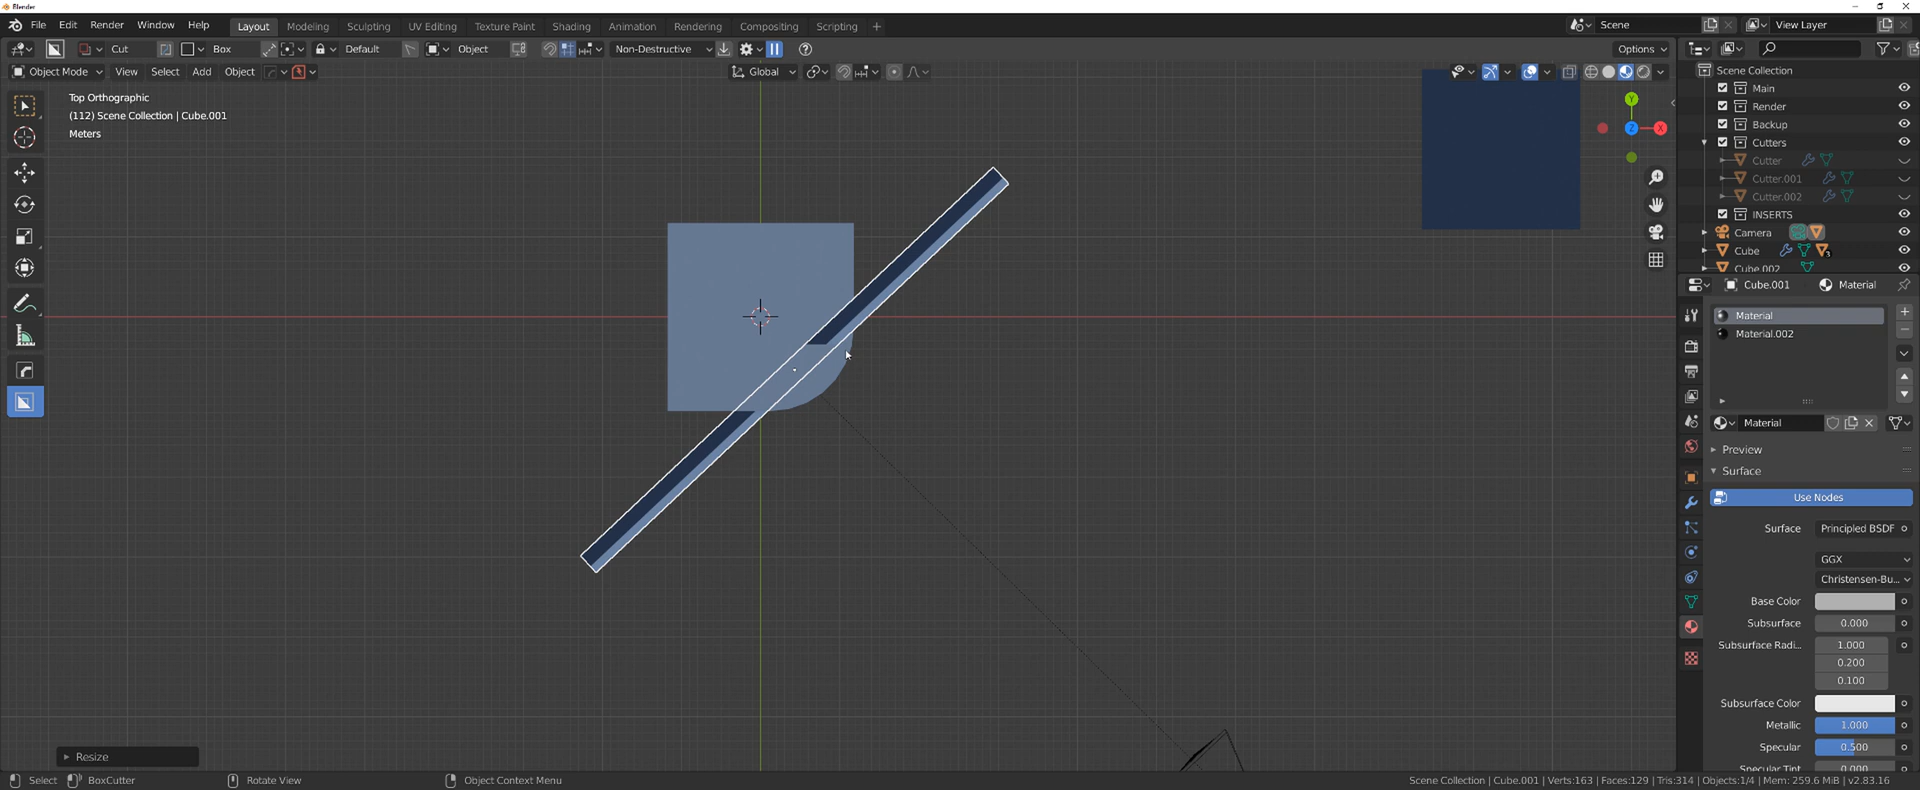 Blender
File Edit Render Window Help Layout Modeling Sculpting UV Editing Texture Paint Shading Animation Rendering Compositing Scripting + Scene View Layer
Cut Box Default Object Non-Destructive Options
Object Mode View Select Add Object Global
Top Orthographic
(112) Scene Collection | Cube.001
Meters
Y
Z
X
Scene Collection
Main
Render
Backup
Cutters
Cutter
Cutter.001
Cutter.002
INSERTS
Camera
Cube
3
Cube.002
Cube.001 Material
Material
Material.002
Material
Preview
Surface
Use Nodes
Surface Principled BSDF
GGX
Christensen-Bu...
Base Color
Subsurface 0.000
Subsurface Radi... 1.000
0.200
0.100
Subsurface Color
Metallic 1.000
Specular 0.500
Specular Tint 0.000
Resize
Select BoxCutter Rotate View Object Context Menu Scene Collection | Cube.001 | Verts:163 | Faces:129 | Tris:314 | Objects:1/4 | Mem: 259.6 MiB | v2.83.16